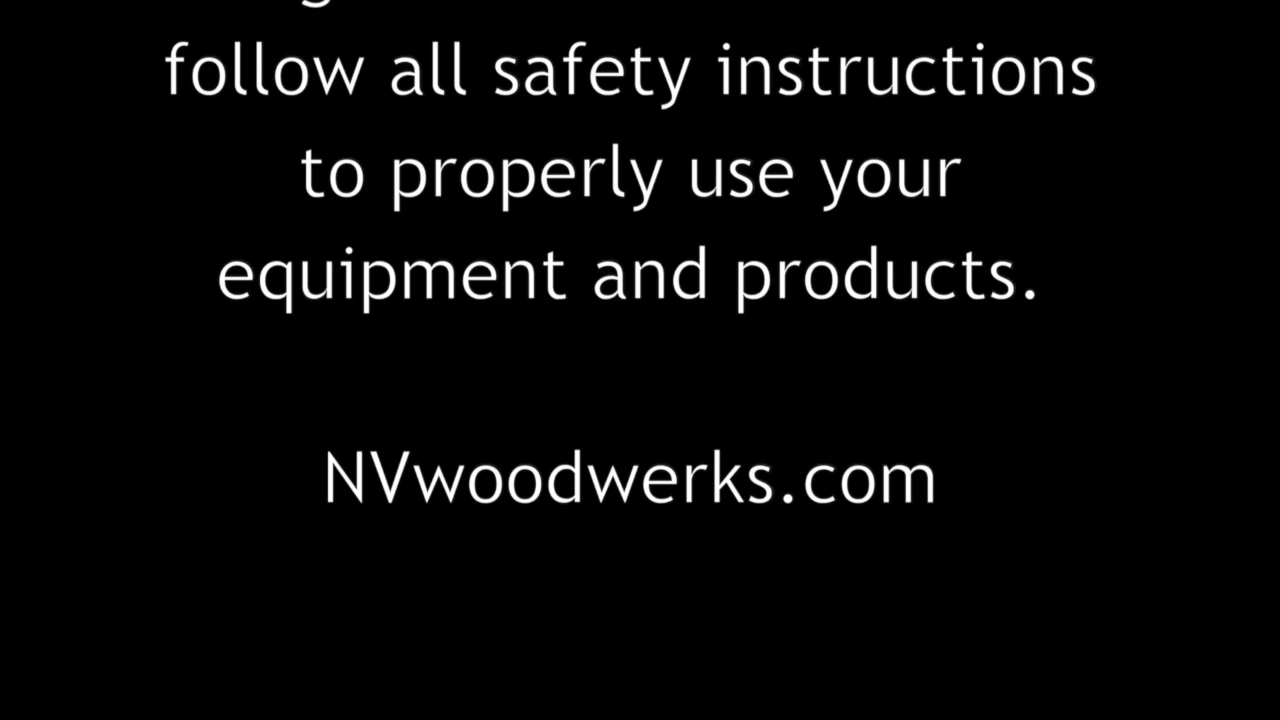 follow all safety instructions
to properly use your
equipment and products.
NVwoodwerks.com